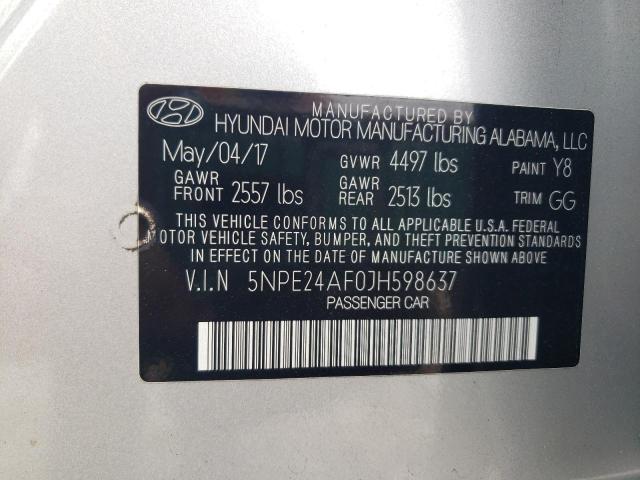 MANUFACTURED BY
HYUNDAI MOTOR MANUFACTURING ALABAMA, LLC
May/04/17 GVWR 4497 lbs PAINT Y8
GAWR FRONT 2557 lbs GAWR REAR 2513 lbs TRIM GG
THIS VEHICLE CONFORMS TO ALL APPLICABLE U.S.A. FEDERAL
MOTOR VEHICLE SAFETY, BUMPER, AND THEFT PREVENTION STANDARDS
IN EFFECT ON THE DATE OF MANUFACTURE SHOWN ABOVE.
V.I.N 5NPE24AF0JH598637
PASSENGER CAR